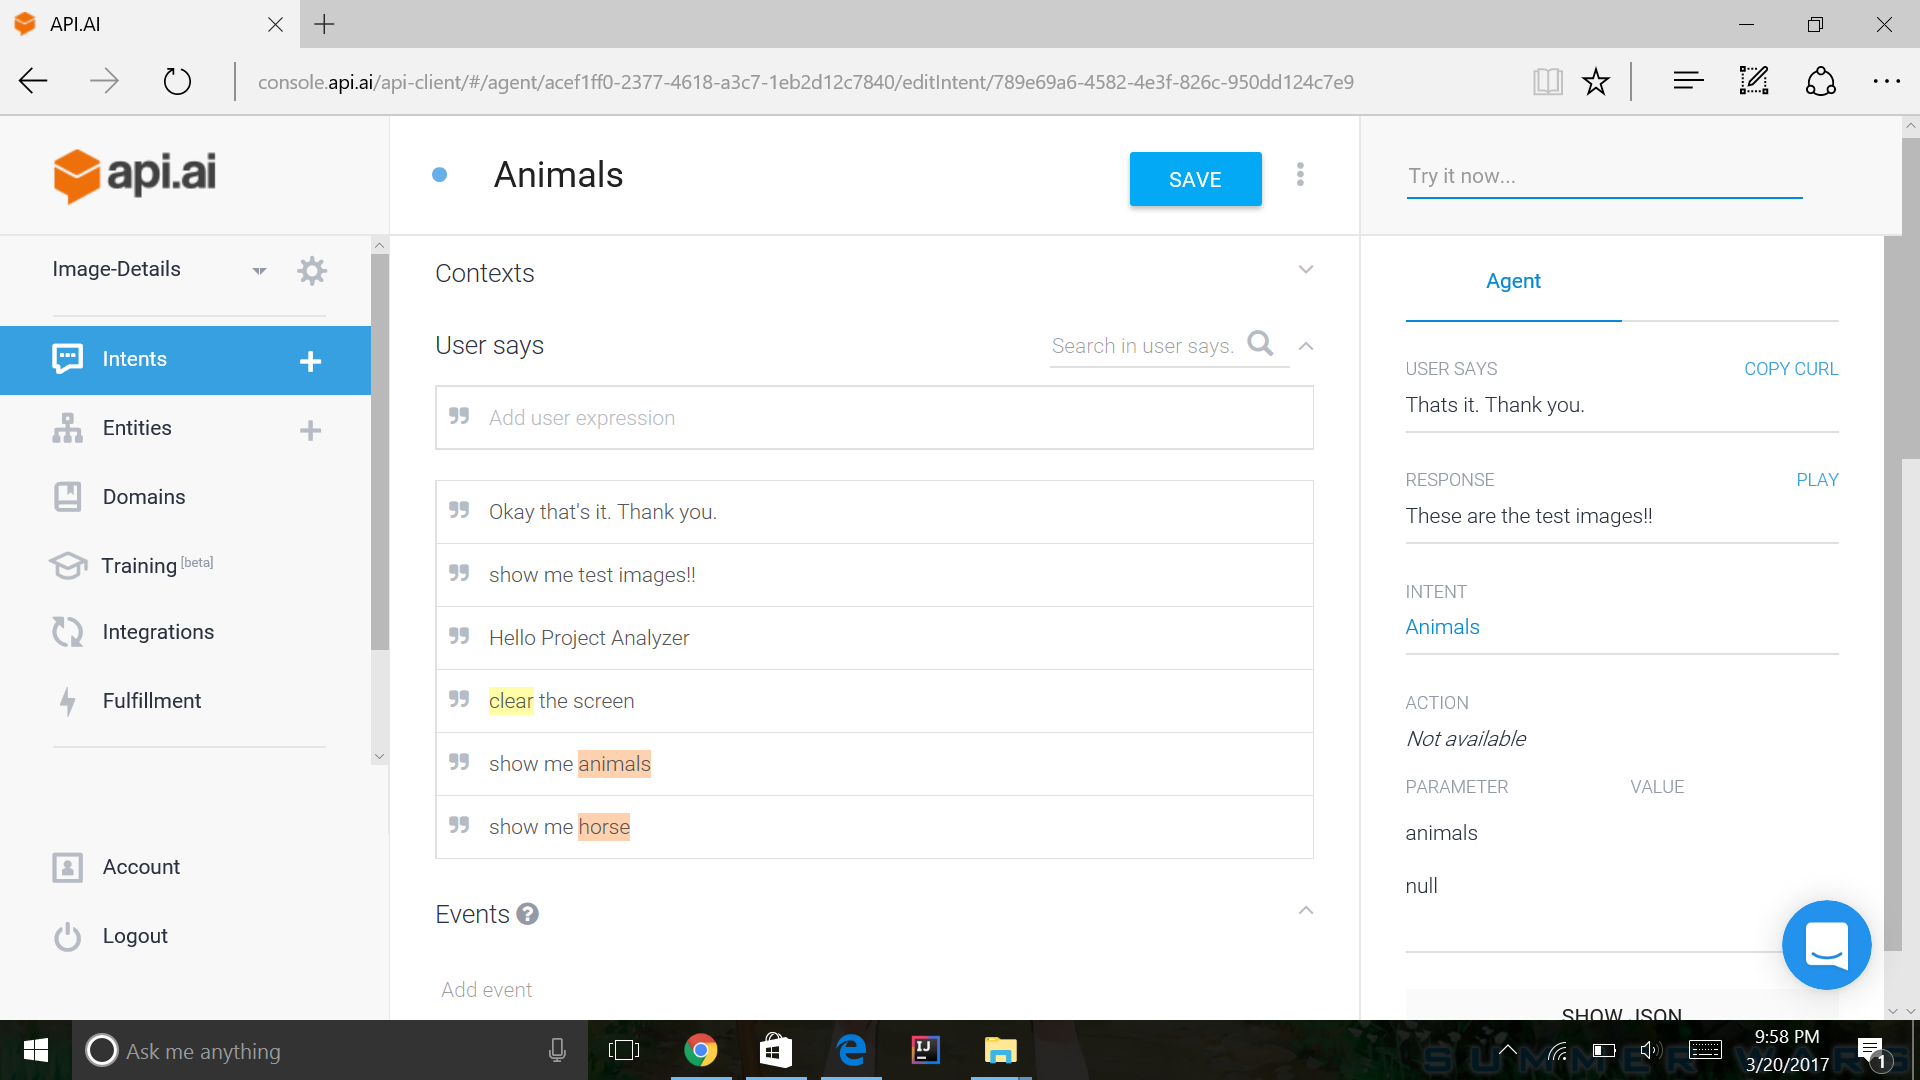 API.AI
console.api.ai/api-client/#/agent/acef1ff0-2377-4618-a3c7-1eb2d12c7840/editIntent/789e69a6-4582-4e3f-826c-950dd124c7e9
api.ai
Image-Details
Intents
Entities
Domains
Training [beta]
Integrations
Fulfillment
Account
Logout
Animals
SAVE
Contexts
User says
Search in user says.
Add user expression
Okay that's it. Thank you.
show me test images!!
Hello Project Analyzer
clear the screen
show me animals
show me horse
Events ?
Add event
Try it now...
Agent
USER SAYS COPY CURL
Thats it. Thank you.
RESPONSE PLAY
These are the test images!!
INTENT
Animals
ACTION
Not available
PARAMETER VALUE
animals
null
SHOW JSON
Ask me anything
IJ
SUMMER WARS
9:58 PM
3/20/2017
1